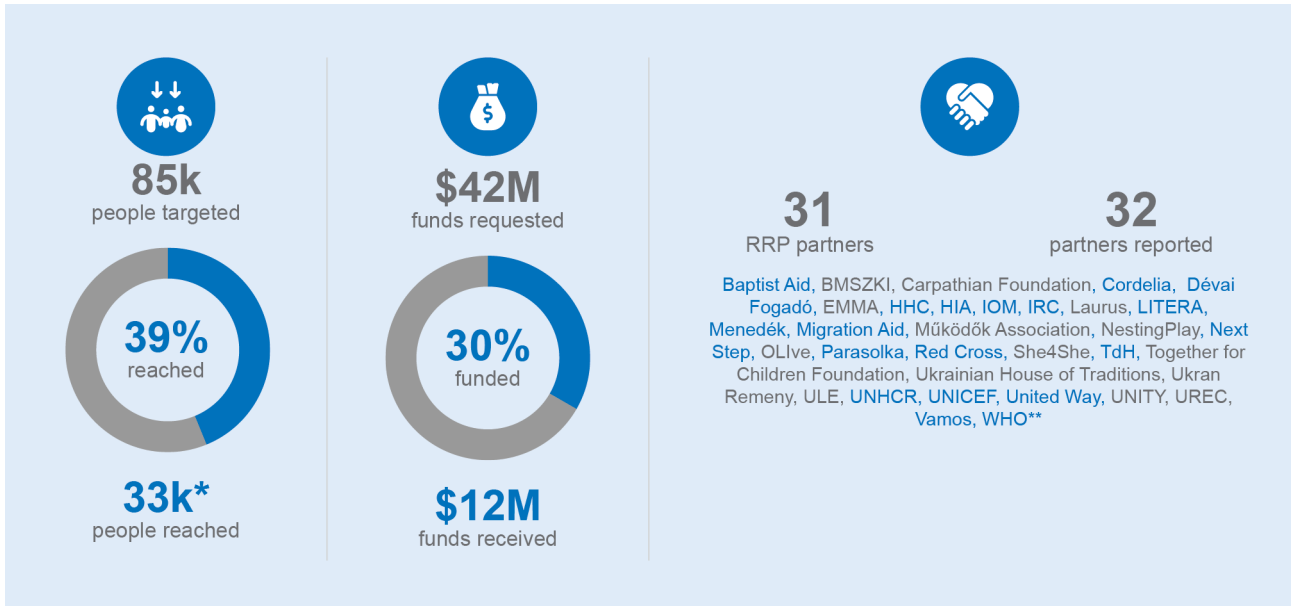 85k
people targeted
39%
reached
33k*
people reached
$
$42M
funds requested
30%
funded
$12M
funds received
31
RRP partners
32
partners reported
Baptist Aid, BMSZKI, Carpathian Foundation, Cordelia, Dévai
Fogadó, EMMA, HHC, HIA, IOM, IRC, Laurus, LITERA,
Menedék, Migration Aid, Működők Association, NestingPlay, Next
Step, OLIve, Parasolka, Red Cross, She4She, TdH, Together for
Children Foundation, Ukrainian House of Traditions, Ukran
Remeny, ULE, UNHCR, UNICEF, United Way, UNITY, UREC,
Vamos, WHO**